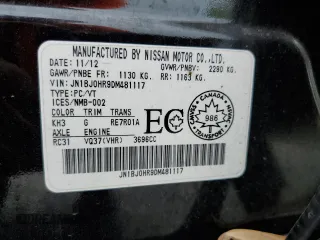 MANUFACTURED BY NISSAN MOTOR CO.,LTD.
DATE: 11/12 GVWR/PNBV: 2280 KG.
GAWR/PNBE FR: 1130 KG. RR: 1163 KG.
VIN: JN1BJ0HR9DM481117
TYPE: PC/VT
ICES/NMB-002
COLOR TRIM TRANS
KH3 G RE7R01A
AXLE ENGINE
RC31 VQ37(VHR) 3696CC
EC
CANADA
986
CMVSS
NSVAC
JN1BJ0HR9DM481117